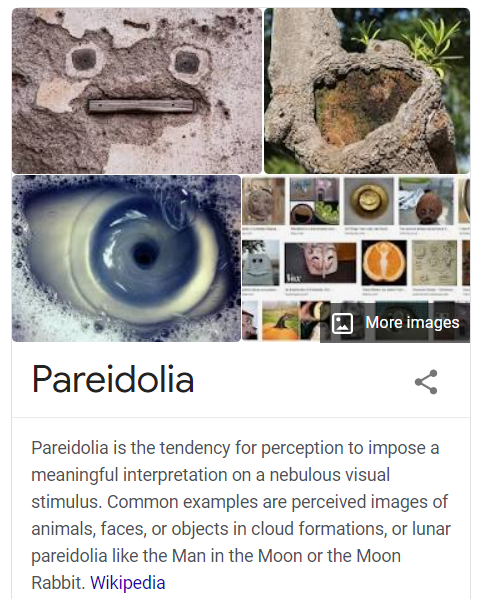 More images
Pareidolia
Pareidolia is the tendency for perception to impose a
meaningful interpretation on a nebulous visual
stimulus. Common examples are perceived images of
animals, faces, or objects in cloud formations, or lunar
pareidolia like the Man in the Moon or the Moon
Rabbit. Wikipedia